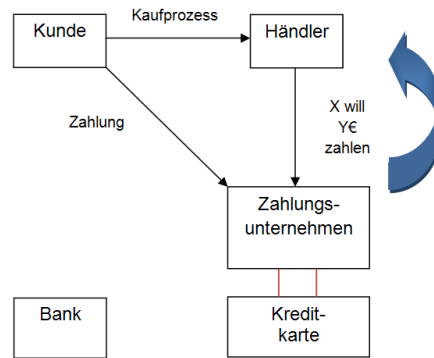 Kaufprozess
Kunde
Händler
Zahlung
X will
Y€
zahlen
Zahlungs-
unternehmen
Bank
Kredit-
karte